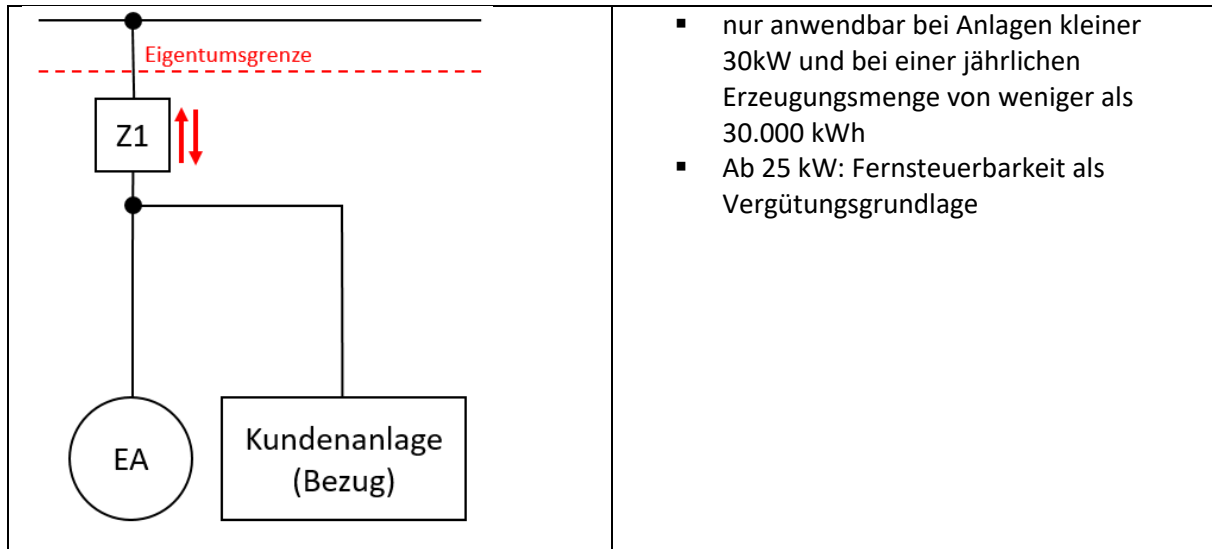 Eigentumsgrenze
Z1
EA
Kundenanlage
(Bezug)
▪ nur anwendbar bei Anlagen kleiner
30kW und bei einer jährlichen
Erzeugungsmenge von weniger als
30.000 kWh
▪ Ab 25 kW: Fernsteuerbarkeit als
Vergütungsgrundlage